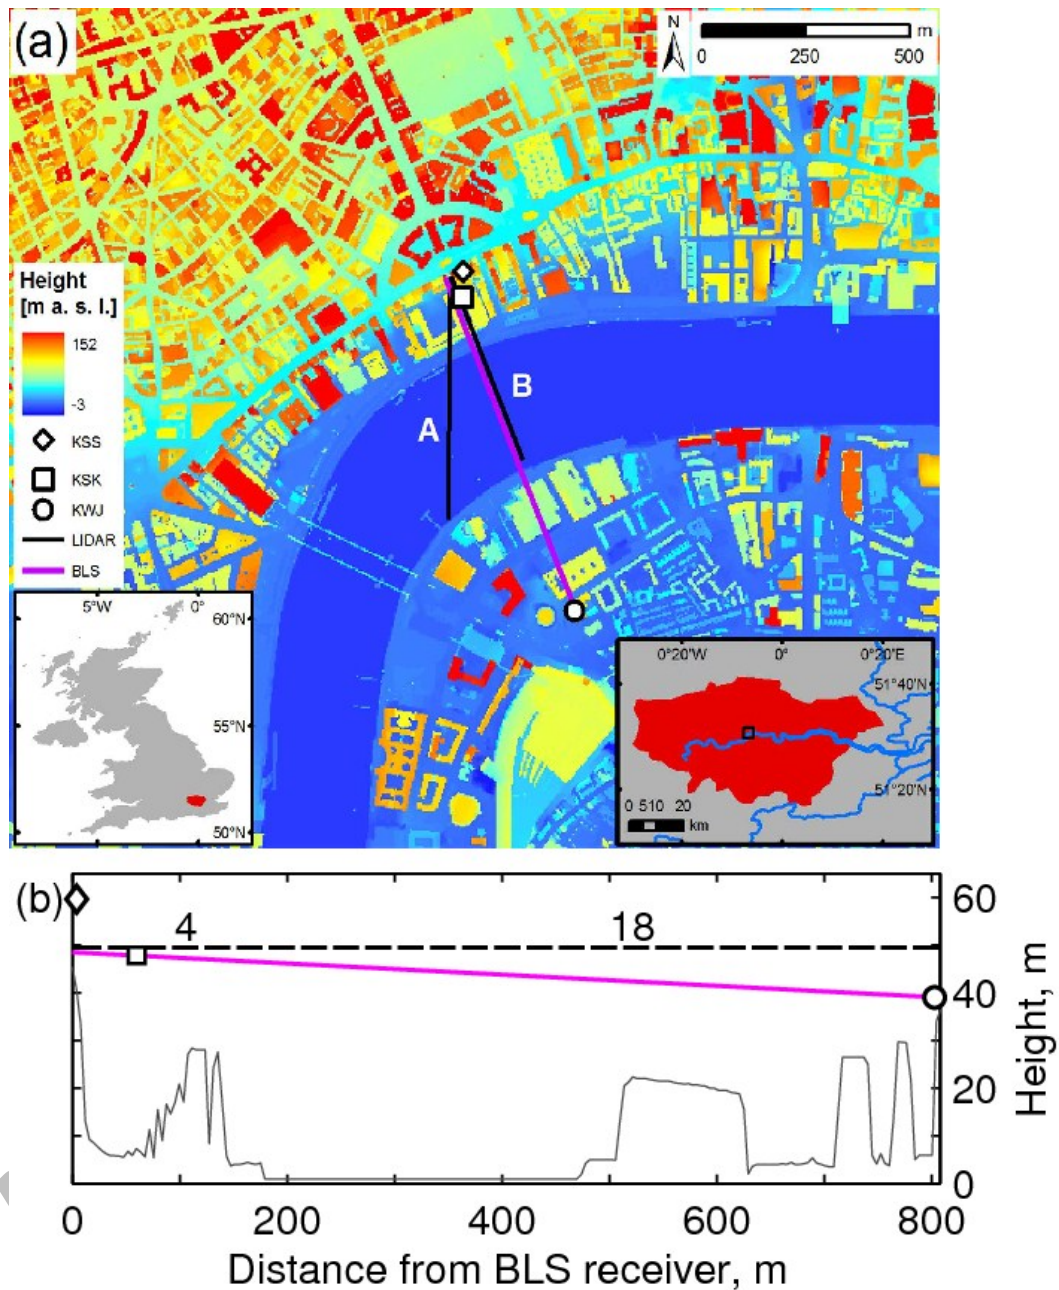 (a)
N
m
0 250 500
Height
[m a. s. l.]
152
-3
KSS
KSK
KWJ
LIDAR
BLS
A
B
5°W 0°
60°N
55°N
50°N
0°20'W 0° 0°20'E
51°40'N
51°20'N
0 510 20
km
(b)
4 18
60
40
20
0
Height, m
0 200 400 600 800
Distance from BLS receiver, m